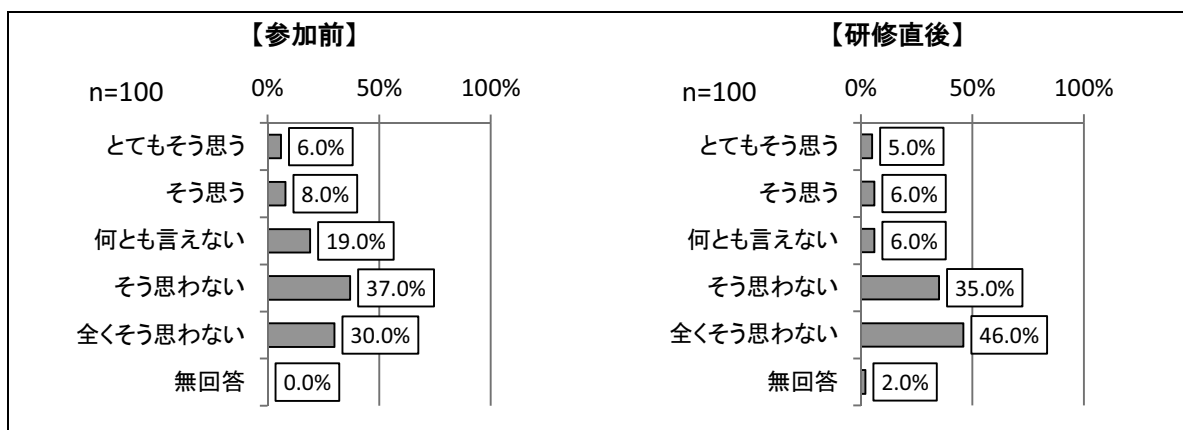 【参加前】
n=100
0% 50% 100%
とてもそう思う 6.0%
そう思う 8.0%
何とも言えない 19.0%
そう思わない 37.0%
全くそう思わない 30.0%
無回答 0.0%
【研修直後】
n=100
0% 50% 100%
とてもそう思う 5.0%
そう思う 6.0%
何とも言えない 6.0%
そう思わない 35.0%
全くそう思わない 46.0%
無回答 2.0%